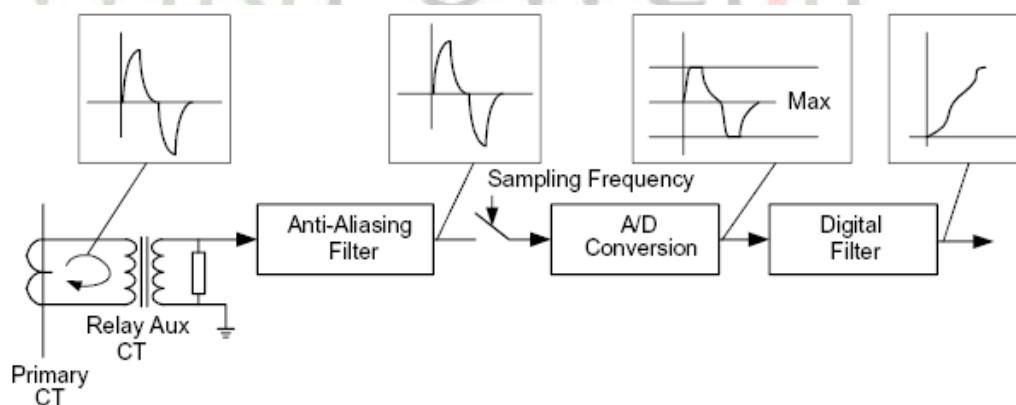 Max
Sampling Frequency
Anti-Aliasing
Filter
A/D
Conversion
Digital
Filter
Relay Aux
CT
Primary
CT